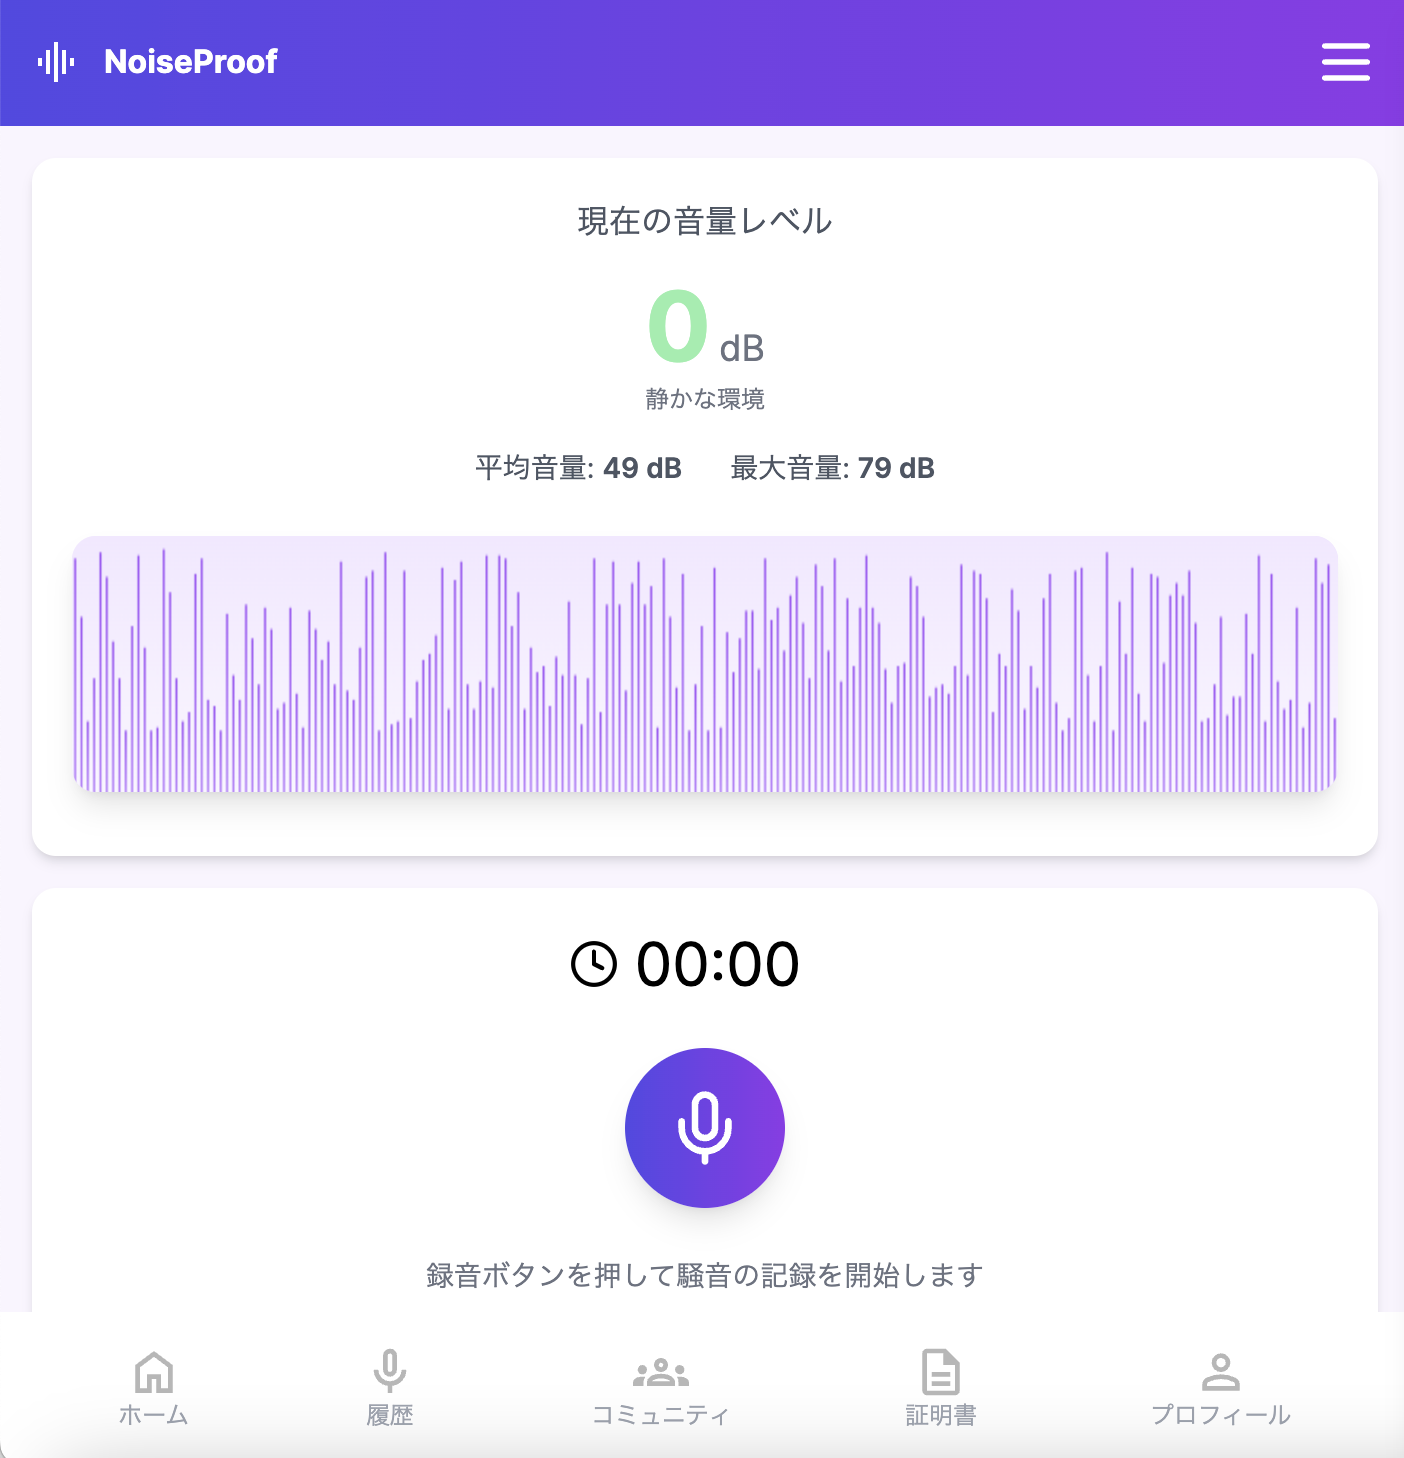 NoiseProof
現在の音量レベル
0 dB
静かな環境
平均音量: 49 dB 最大音量: 79 dB
00:00
録音ボタンを押して騒音の記録を開始します
ホーム 履歴 コミュニティ 証明書 プロフィール